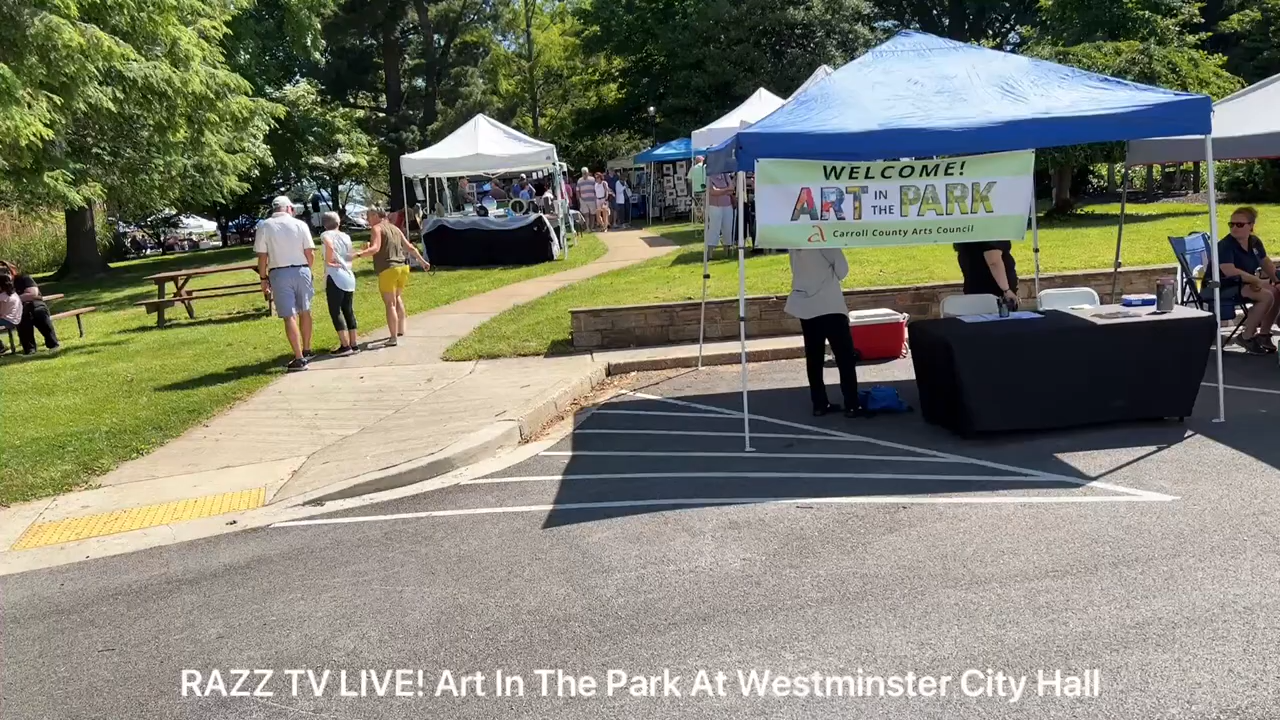 WELCOME!
ART IN THE PARK
Carroll County Arts Council
RAZZ TV LIVE! Art In The Park At Westminster City Hall